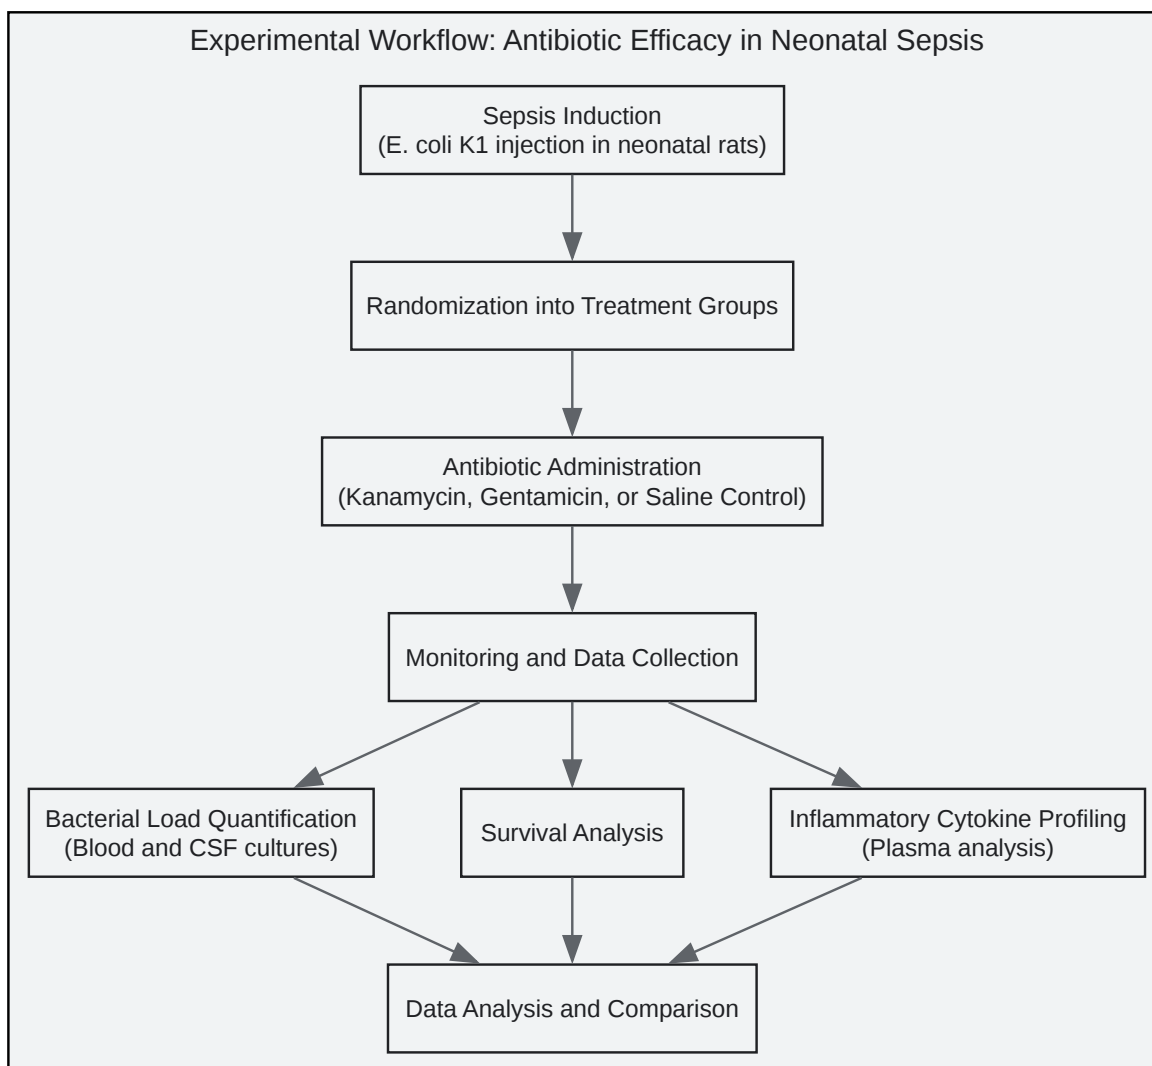 Experimental Workflow: Antibiotic Efficacy in Neonatal Sepsis
Sepsis Induction
(E. coli K1 injection in neonatal rats)
Randomization into Treatment Groups
Antibiotic Administration
(Kanamycin, Gentamicin, or Saline Control)
Monitoring and Data Collection
Bacterial Load Quantification
(Blood and CSF cultures)
Survival Analysis
Inflammatory Cytokine Profiling
(Plasma analysis)
Data Analysis and Comparison